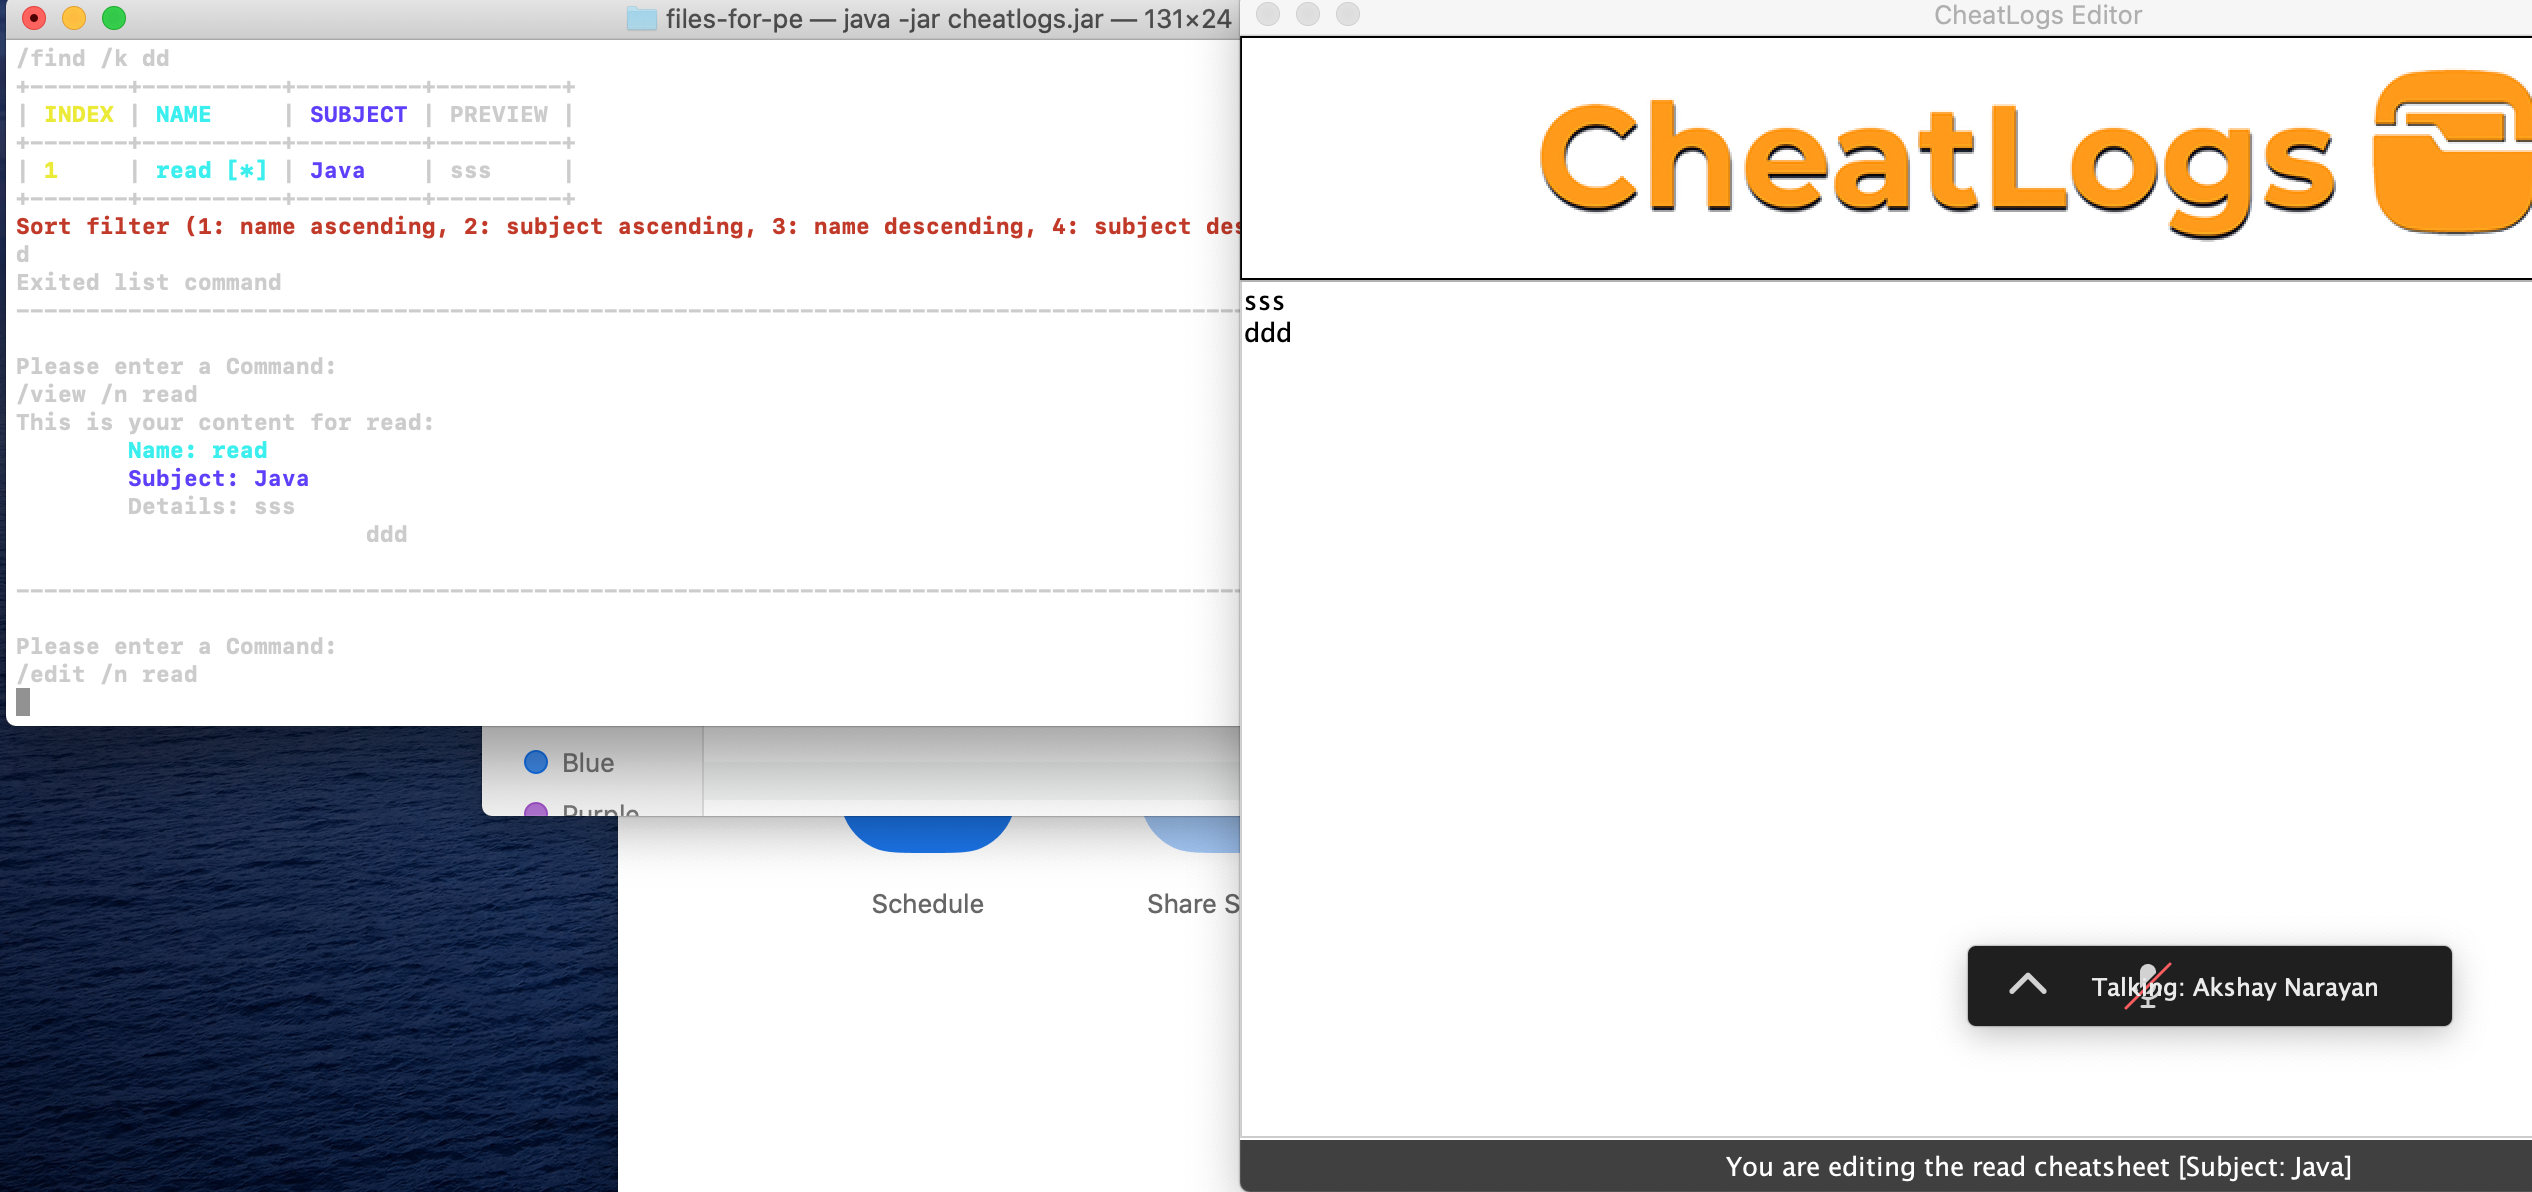 files-for-pe — java -jar cheatlogs.jar — 131×24
/find /k dd
+-------+----------+---------+---------+
| INDEX | NAME     | SUBJECT | PREVIEW |
+-------+----------+---------+---------+
| 1     | read [*] | Java    | sss     |
+-------+----------+---------+---------+
Sort filter (1: name ascending, 2: subject ascending, 3: name descending, 4: subject des
d
Exited list command
---------------------------------------------------------------------------------------
Please enter a Command:
/view /n read
This is your content for read:
Name: read
Subject: Java
Details: sss
ddd
---------------------------------------------------------------------------------------
Please enter a Command:
/edit /n read
Blue
Purple
Schedule
Share S
CheatLogs Editor
CheatLogs
sss
ddd
Talking: Akshay Narayan
You are editing the read cheatsheet [Subject: Java]